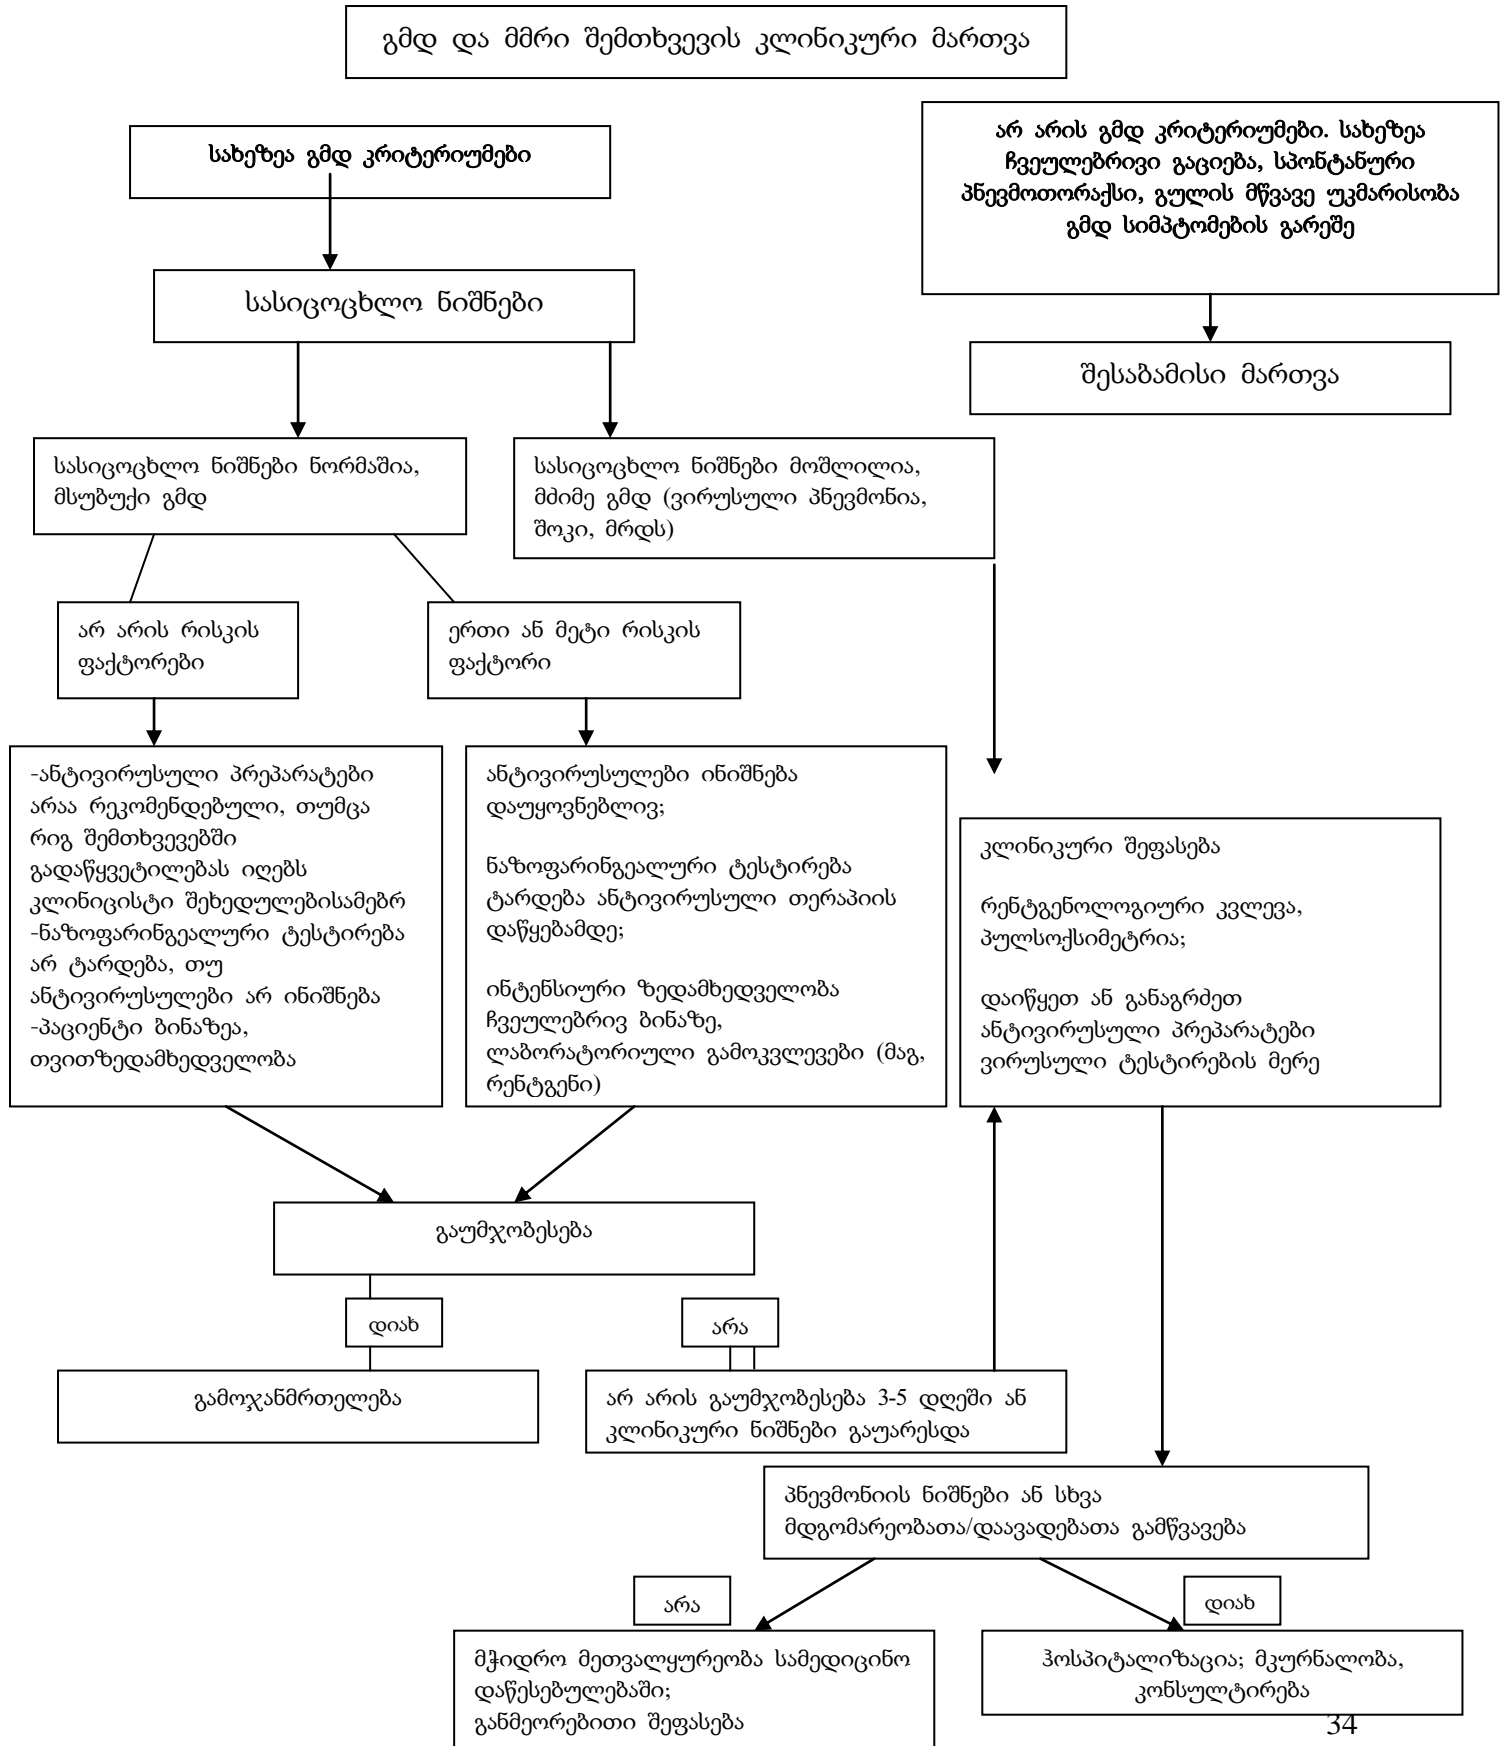 გმდ და მმრი შემთხვევის კლინიკური მართვა
სახეზეა გმდ კრიტერიუმები
არ არის გმდ კრიტერიუმები. სახეზეა
ჩვეულებრივი გაციება, სპონტანური
პნევმოთორაქსი, გულის მწვავე უკმარისობა
გმდ სიმპტომების გარეშე
სასიცოცხლო ნიშნები
შესაბამისი მართვა
სასიცოცხლო ნიშნები ნორმაშია,
მსუბუქი გმდ
სასიცოცხლო ნიშნები მოშლილია,
მძიმე გმდ (ვირუსული პნევმონია,
შოკი, მრდს)
არ არის რისკის
ფაქტორები
ერთი ან მეტი რისკის
ფაქტორი
-ანტივირუსული პრეპარატები
არაა რეკომენდებული, თუმცა
რიგ შემთხვევებში
გადაწყვეტილებას იღებს
კლინიცისტი შეხედულებისამებრ
-ნაზოფარინგეალური ტესტირება
არ ტარდება, თუ
ანტივირუსულები არ ინიშნება
-პაციენტი ბინაზეა,
თვითზედამხედველობა
ანტივირუსულები ინიშნება
დაუყოვნებლივ;
ნაზოფარინგეალური ტესტირება
ტარდება ანტივირუსული თერაპიის
დაწყებამდე;
ინტენსიური ზედამხედველობა
ჩვეულებრივ ბინაზე,
ლაბორატორიული გამოკვლევები (მაგ,
რენტგენი)
კლინიკური შეფასება
რენტგენოლოგიური კვლევა,
პულსოქსიმეტრია;
დაიწყეთ ან განაგრძეთ
ანტივირუსული პრეპარატები
ვირუსული ტესტირების მერე
გაუმჯობესება
დიახ
არა
გამოჯანმრთელება
არ არის გაუმჯობესება 3-5 დღეში ან
კლინიკური ნიშნები გაუარესდა
პნევმონიის ნიშნები ან სხვა
მდგომარეობათა/დაავადებათა გამწვავება
არა
დიახ
მჭიდრო მეთვალყურეობა სამედიცინო
დაწესებულებაში;
განმეორებითი შეფასება
ჰოსპიტალიზაცია; მკურნალობა,
კონსულტირება
34